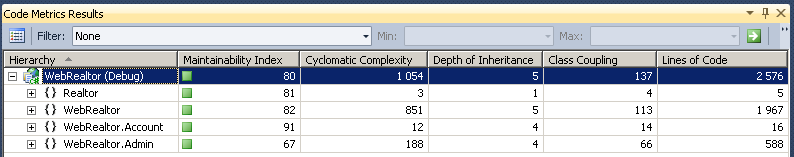 Code Metrics Results
Filter: None Min: Max:
Hierarchy Maintainability Index Cyclomatic Complexity Depth of Inheritance Class Coupling Lines of Code
WebRealtor (Debug) 80 1 054 5 137 2 576
{} Realtor 81 3 1 4 5
{} WebRealtor 82 851 5 113 1 967
{} WebRealtor.Account 91 12 4 14 16
{} WebRealtor.Admin 67 188 4 66 588